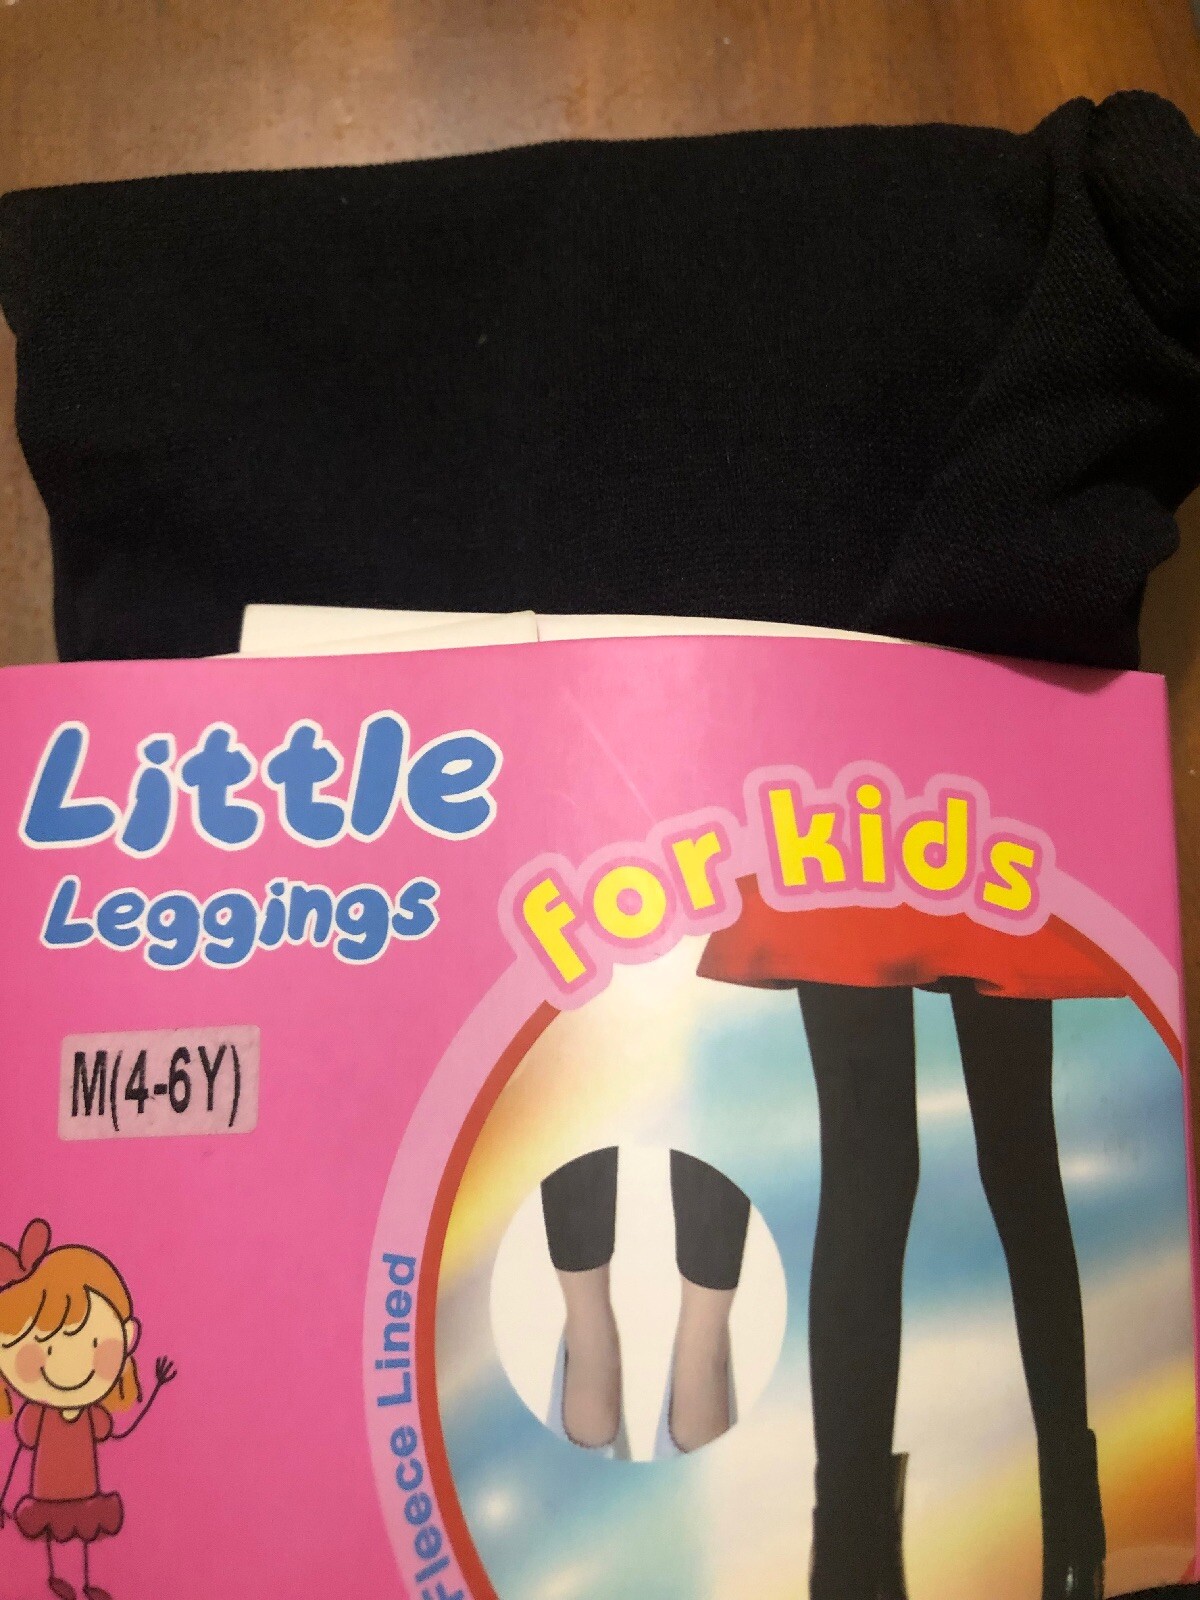 Little
Leggings
for kids
M(4-6Y)
Fleece Lined